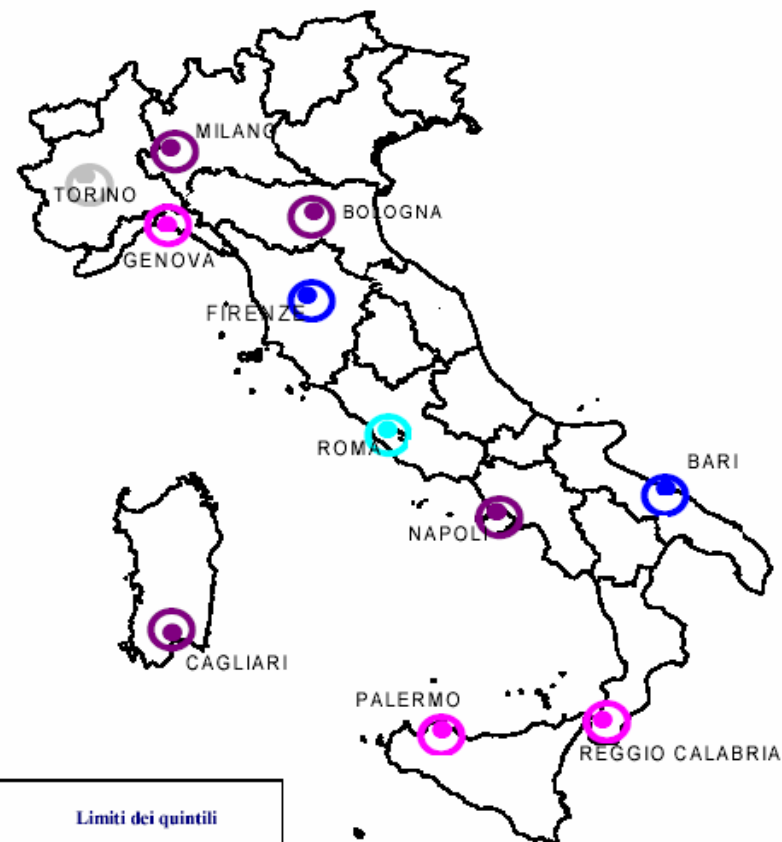 MILANO
TORINO
BOLOGNA
GENOVA
FIRENZE
ROMA
BARI
NAPOLI
CAGLIARI
PALERMO
REGGIO CALABRIA
Limiti dei quintili